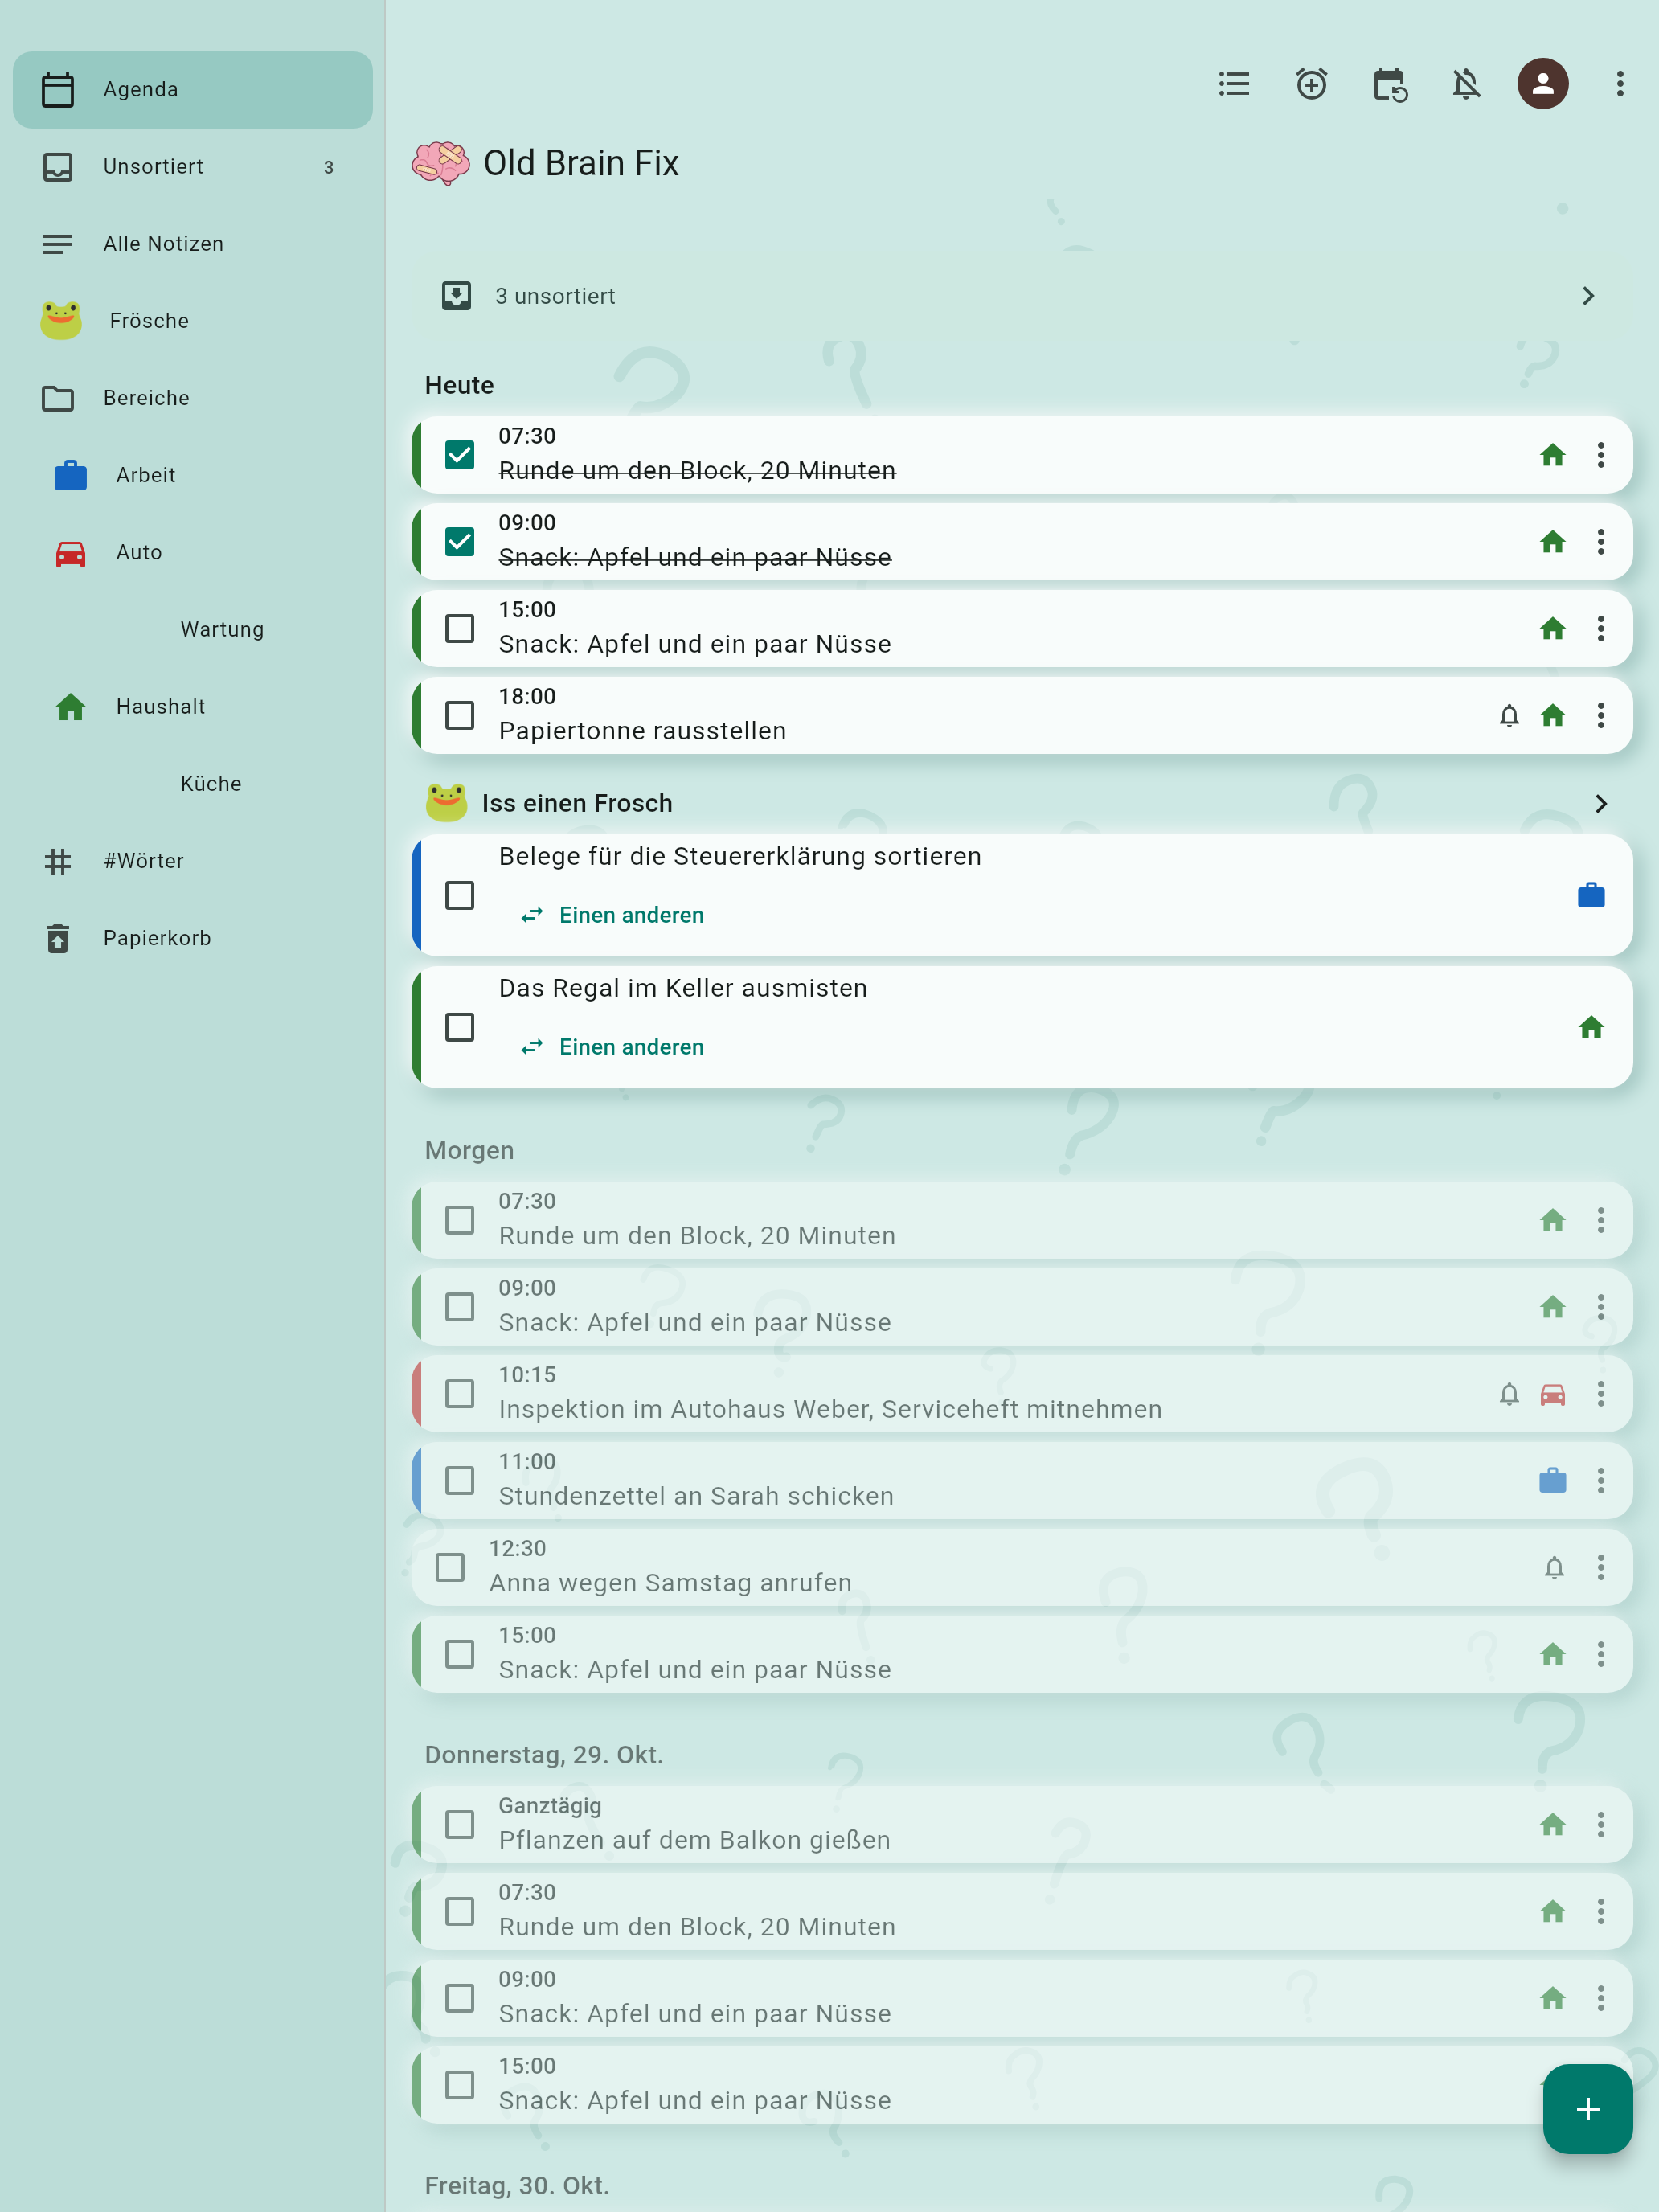 Agenda
Unsortiert 3
Alle Notizen
Frösche
Bereiche
Arbeit
Auto
Wartung
Haushalt
Küche
#Wörter
Papierkorb
Old Brain Fix
3 unsortiert
Heute
07:30
Runde um den Block, 20 Minuten
09:00
Snack: Apfel und ein paar Nüsse
15:00
Snack: Apfel und ein paar Nüsse
18:00
Papiertonne rausstellen
Iss einen Frosch
Belege für die Steuererklärung sortieren
Einen anderen
Das Regal im Keller ausmisten
Einen anderen
Morgen
07:30
Runde um den Block, 20 Minuten
09:00
Snack: Apfel und ein paar Nüsse
10:15
Inspektion im Autohaus Weber, Serviceheft mitnehmen
11:00
Stundenzettel an Sarah schicken
12:30
Anna wegen Samstag anrufen
15:00
Snack: Apfel und ein paar Nüsse
Donnerstag, 29. Okt.
Ganztägig
Pflanzen auf dem Balkon gießen
07:30
Runde um den Block, 20 Minuten
09:00
Snack: Apfel und ein paar Nüsse
15:00
Snack: Apfel und ein paar Nüsse
Freitag, 30. Okt.